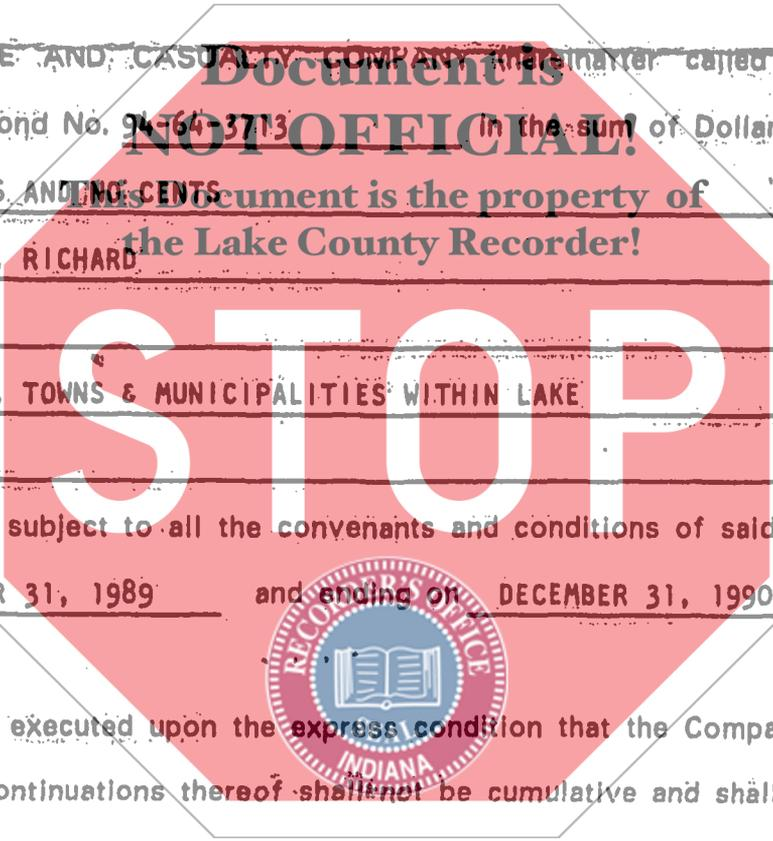 E AND CASUALTY COMPANY (hereinafter called
Document is
ond No. 94-64-3713 in the sum of Dollar
NOT OFFICIAL!
S AND NO CENTS
This Document is the property of
the Lake County Recorder!
RICHARD
STOP
TOWNS & MUNICIPALITIES WITHIN LAKE
subject to all the convenants and conditions of said
R 31, 1989 and ending on DECEMBER 31, 1990
RECORDER'S OFFICE
SEAL
INDIANA
executed upon the express condition that the Compa
ontinuations thereof shall not be cumulative and shal